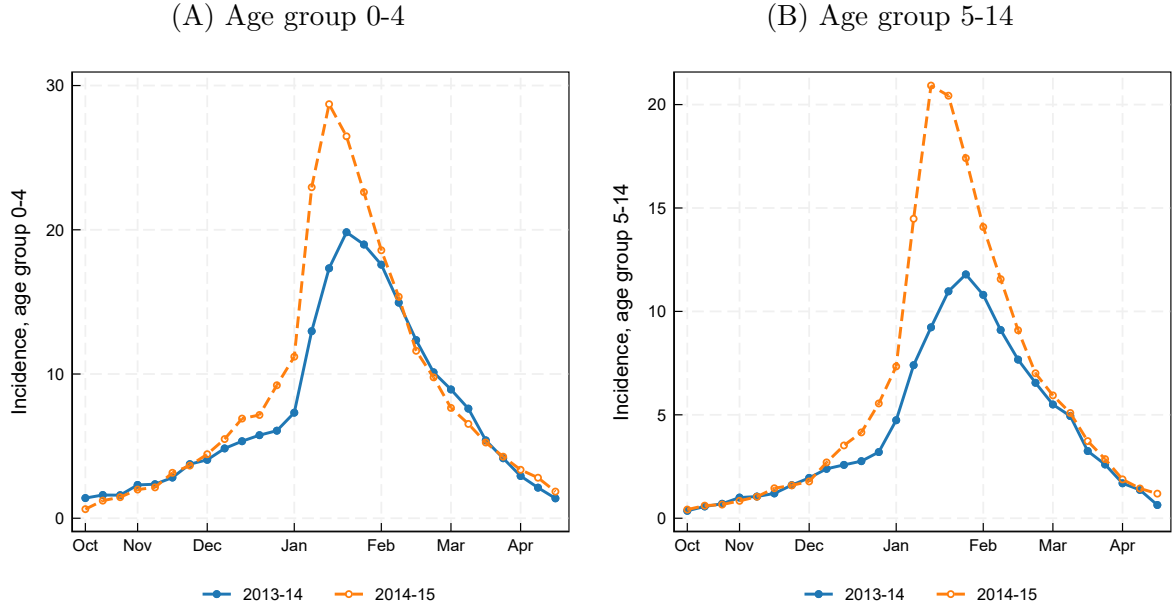 (A) Age group 0-4
Incidence, age group 0-4
30
20
10
0
Oct Nov Dec Jan Feb Mar Apr
2013-14 2014-15
(B) Age group 5-14
Incidence, age group 5-14
20
15
10
5
0
Oct Nov Dec Jan Feb Mar Apr
2013-14 2014-15